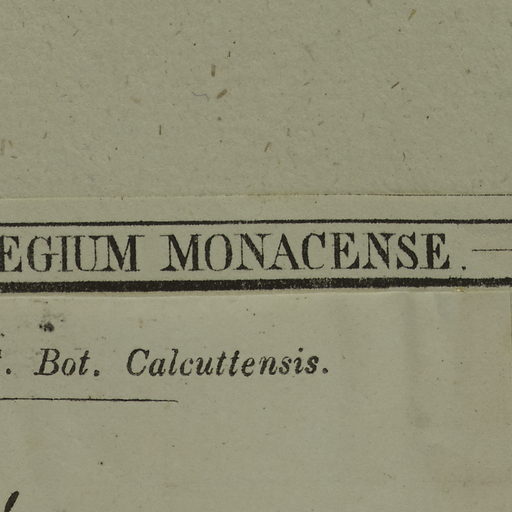 EGIUM MONACENSE.
. Bot. Calcuttensis.